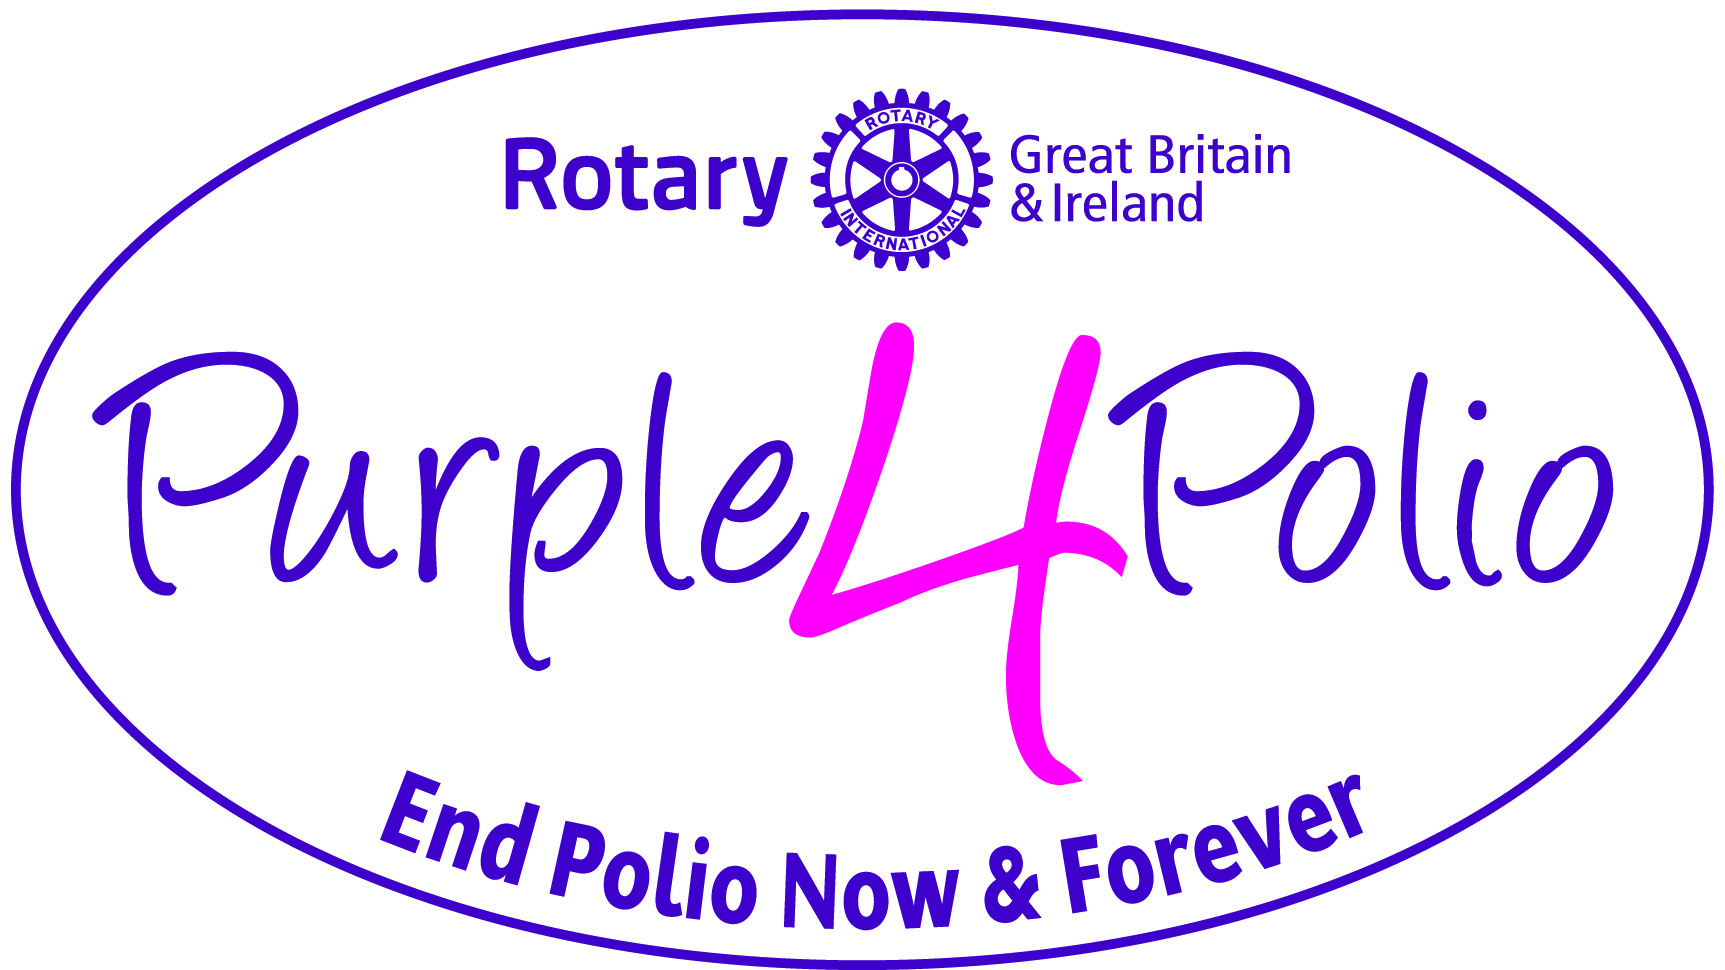 Rotary
ROTARY
INTERNATIONAL
Great Britain
& Ireland
Purple4Polio
End Polio Now & Forever